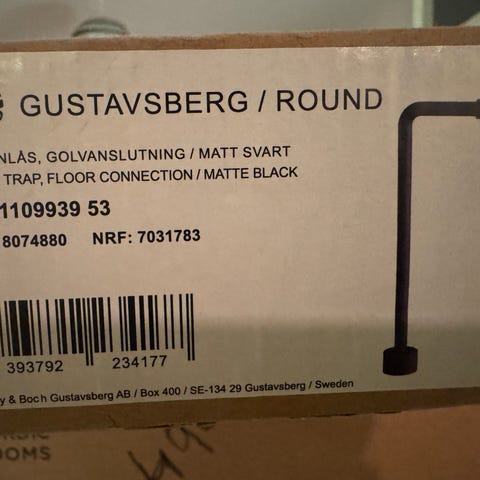 GUSTAVSBERG / ROUND
NLÅS, GOLVANSLUTNING / MATT SVART
TRAP, FLOOR CONNECTION / MATTE BLACK
1109939 53
8074880 NRF: 7031783
393792 234177
y & Boch Gustavsberg AB / Box 400 / SE-134 29 Gustavsberg / Sweden
OOMS